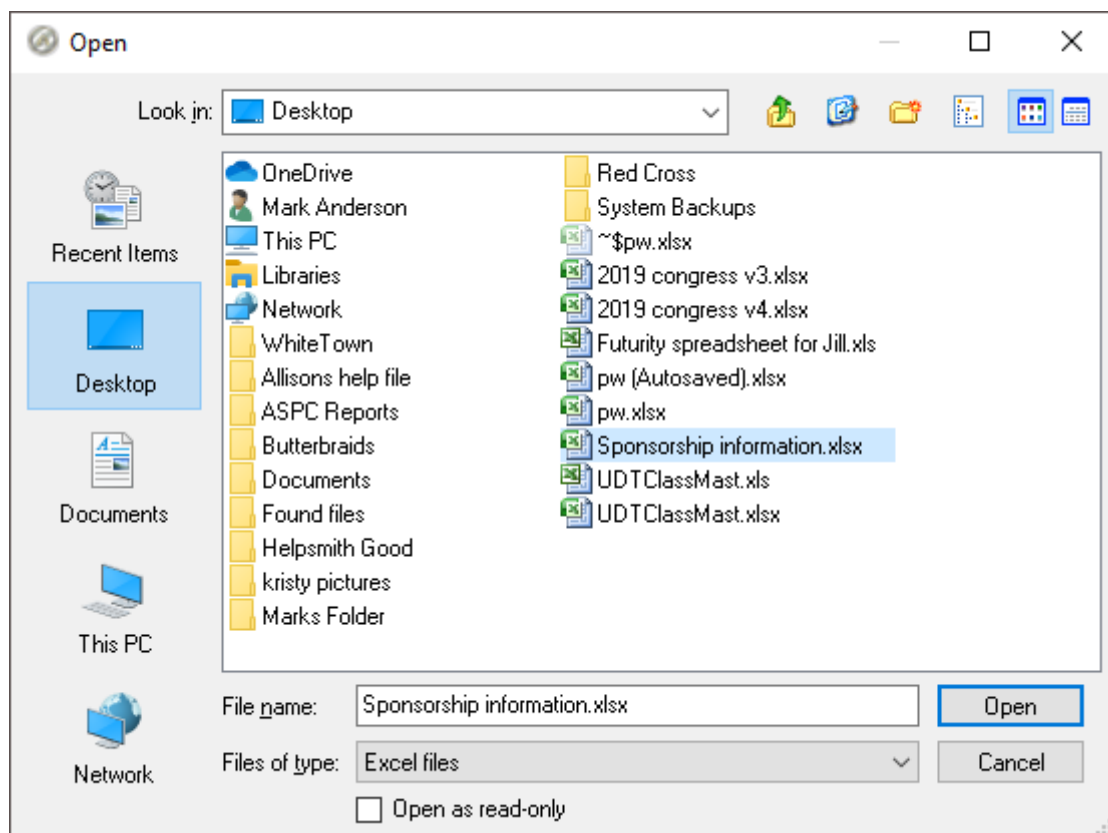 Open
Look in:
Desktop
Recent Items
Desktop
Documents
This PC
Network
OneDrive
Mark Anderson
This PC
Libraries
Network
WhiteTown
Allisons help file
ASPC Reports
Butterbraids
Documents
Found files
Helpsmith Good
kristy pictures
Marks Folder
Red Cross
System Backups
~$pw.xlsx
2019 congress v3.xlsx
2019 congress v4.xlsx
Futurity spreadsheet for Jill.xls
pw (Autosaved).xlsx
pw.xlsx
Sponsorship information.xlsx
UDTClassMast.xls
UDTClassMast.xlsx
File name:
Sponsorship information.xlsx
Open
Files of type:
Excel files
Cancel
Open as read-only